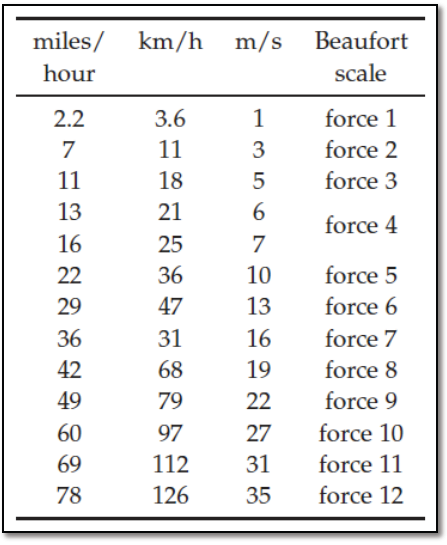 miles/ km/h m/s Beaufort
hour scale
2.2 3.6 1 force 1
7 11 3 force 2
11 18 5 force 3
13 21 6
force 4
16 25 7
22 36 10 force 5
29 47 13 force 6
36 31 16 force 7
42 68 19 force 8
49 79 22 force 9
60 97 27 force 10
69 112 31 force 11
78 126 35 force 12